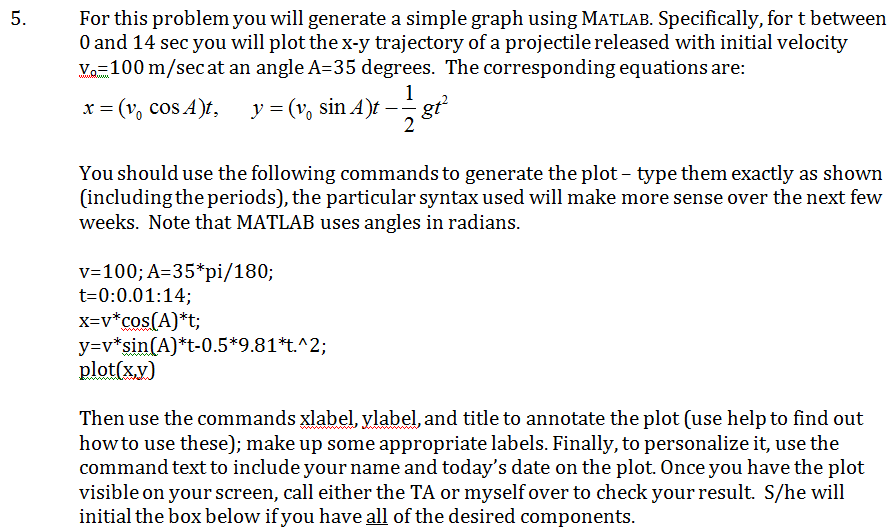 5. For this problem you will generate a simple graph using MATLAB. Specifically, for t between
0 and 14 sec you will plot the x-y trajectory of a projectile released with initial velocity
v₀=100 m/sec at an angle A=35 degrees. The corresponding equations are:
x = (v₀ cos A)t, y = (v₀ sin A)t − 1/2 gt²
You should use the following commands to generate the plot – type them exactly as shown
(including the periods), the particular syntax used will make more sense over the next few
weeks. Note that MATLAB uses angles in radians.
v=100; A=35*pi/180;
t=0:0.01:14;
x=v*cos(A)*t;
y=v*sin(A)*t-0.5*9.81*t.^2;
plot(x,y)
Then use the commands xlabel, ylabel, and title to annotate the plot (use help to find out
how to use these); make up some appropriate labels. Finally, to personalize it, use the
command text to include your name and today's date on the plot. Once you have the plot
visible on your screen, call either the TA or myself over to check your result. S/he will
initial the box below if you have all of the desired components.